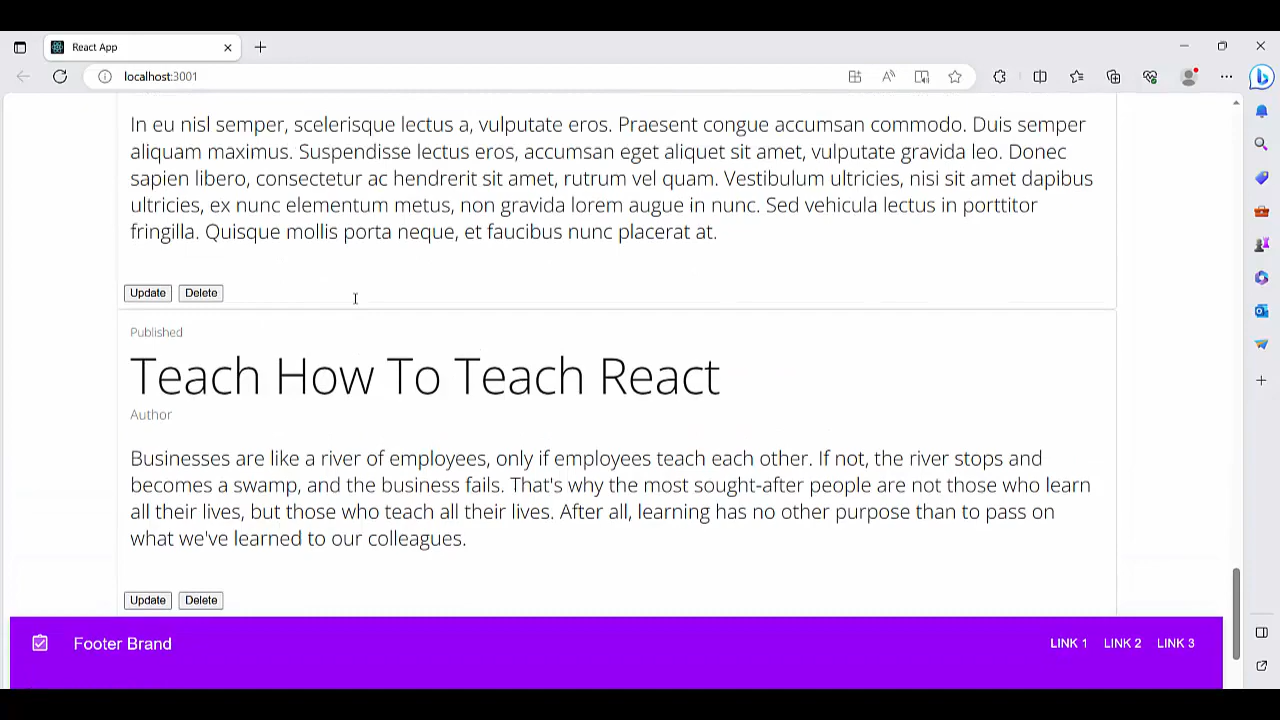 React App
localhost:3001
In eu nisl semper, scelerisque lectus a, vulputate eros. Praesent congue accumsan commodo. Duis semper
aliquam maximus. Suspendisse lectus eros, accumsan eget aliquet sit amet, vulputate gravida leo. Donec
sapien libero, consectetur ac hendrerit sit amet, rutrum vel quam. Vestibulum ultricies, nisi sit amet dapibus
ultricies, ex nunc elementum metus, non gravida lorem augue in nunc. Sed vehicula lectus in porttitor
fringilla. Quisque mollis porta neque, et faucibus nunc placerat at.
Update Delete
Published
Teach How To Teach React
Author
Businesses are like a river of employees, only if employees teach each other. If not, the river stops and
becomes a swamp, and the business fails. That's why the most sought-after people are not those who learn
all their lives, but those who teach all their lives. After all, learning has no other purpose than to pass on
what we've learned to our colleagues.
Update Delete
Footer Brand LINK 1 LINK 2 LINK 3